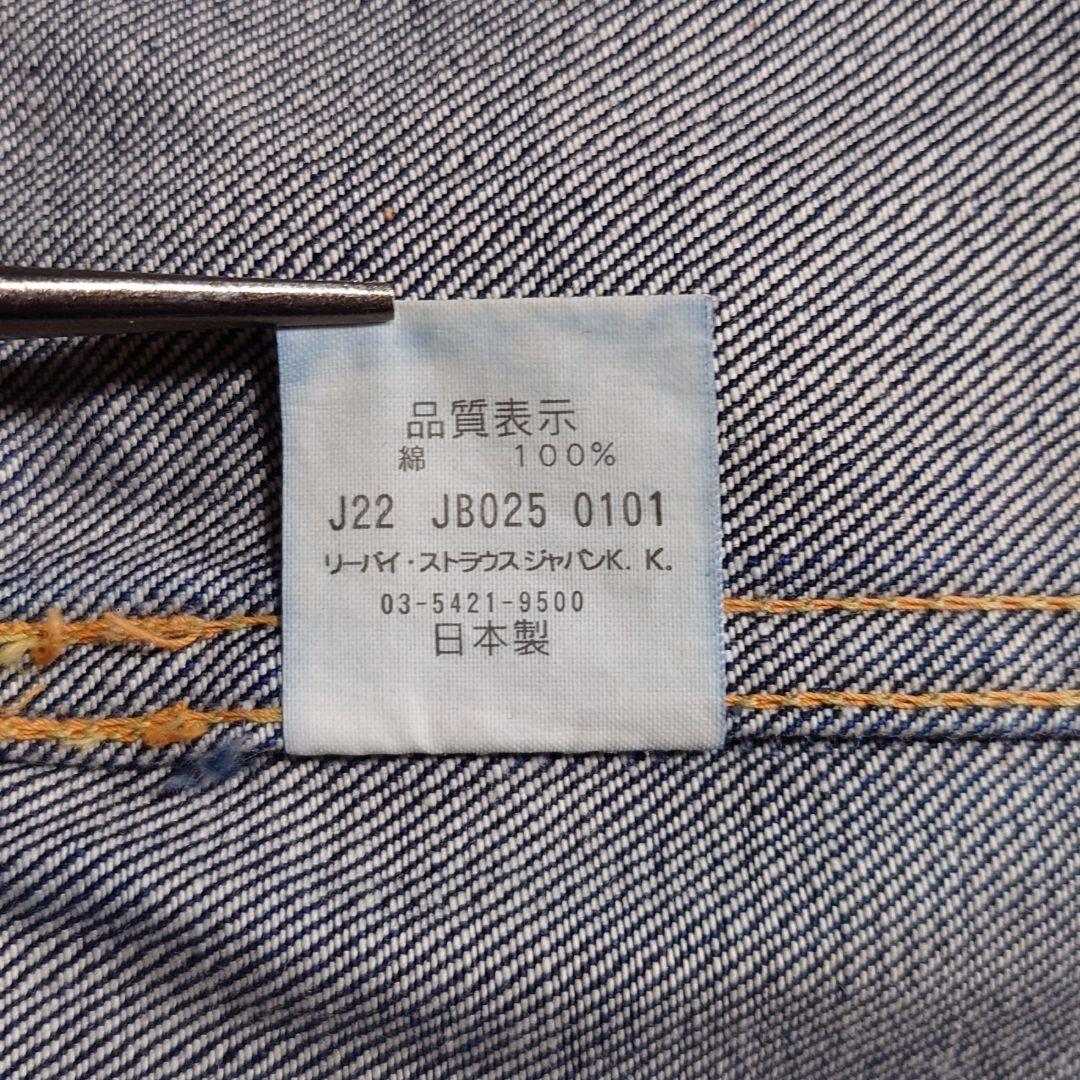 品質表示
綿 100%
J22 JB025 0101
リーバイ・ストラウスジャパンK. K.
03-5421-9500
日本製